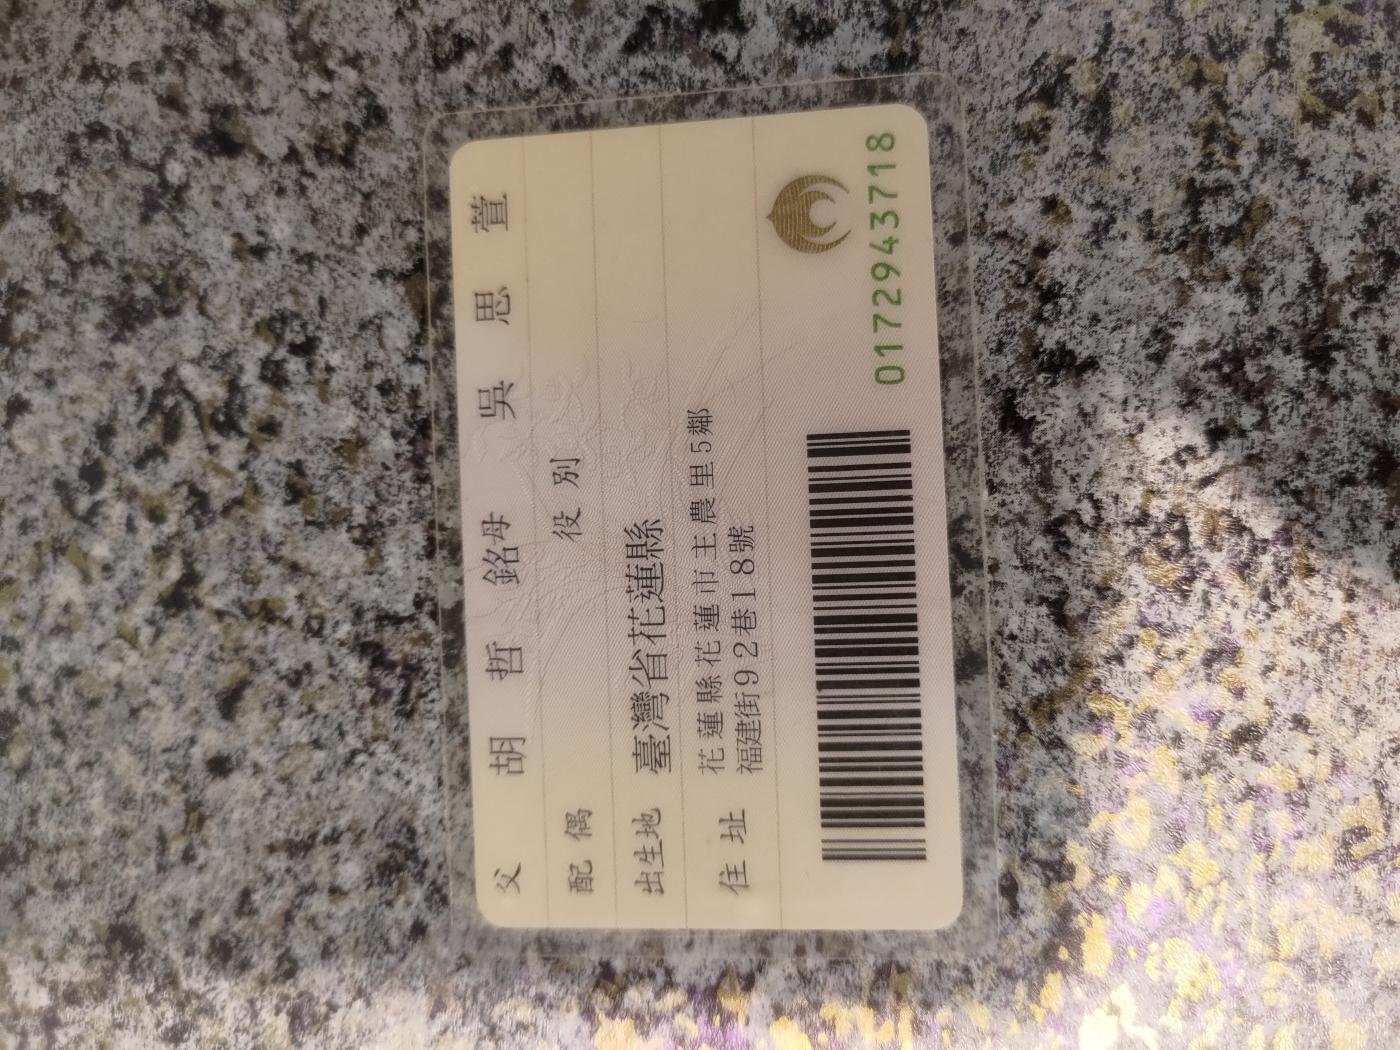 父 胡 哲 銘 母 吳 思 萱
配 偶 役 別
出生地 臺灣省花蓮縣
住 址 花蓮縣花蓮市主農里5鄰
福建街92巷18號
0172943718